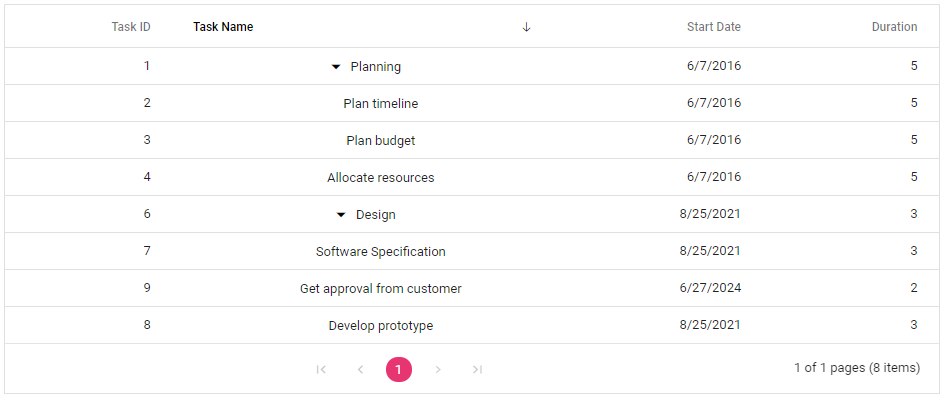 Task ID Task Name Start Date Duration
1 Planning 6/7/2016 5
2 Plan timeline 6/7/2016 5
3 Plan budget 6/7/2016 5
4 Allocate resources 6/7/2016 5
6 Design 8/25/2021 3
7 Software Specification 8/25/2021 3
9 Get approval from customer 6/27/2024 2
8 Develop prototype 8/25/2021 3
1 1 of 1 pages (8 items)